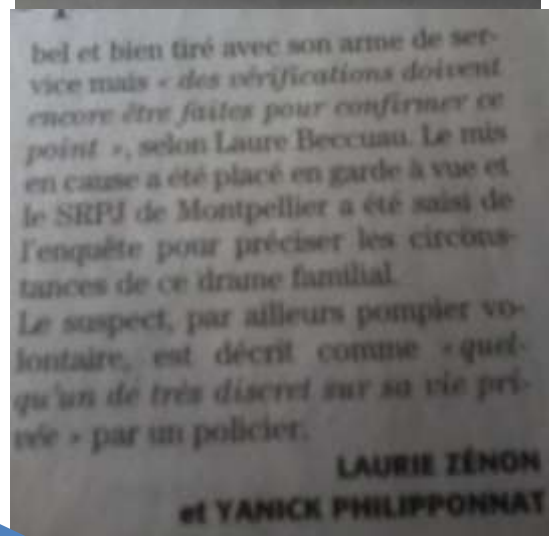 bel et bien tiré avec son arme de ser-
vice mais « des vérifications doivent
encore être faites pour confirmer ce
point », selon Laure Beccuau. Le mis
en cause a été placé en garde à vue et
le SRPJ de Montpellier a été saisi de
l'enquête pour préciser les circons-
tances de ce drame familial.
Le suspect, par ailleurs pompier vo-
lontaire, est décrit comme « quel-
qu'un de très discret sur sa vie pri-
vée » par un policier.
LAURIE ZÉNON
et YANICK PHILIPPONNAT